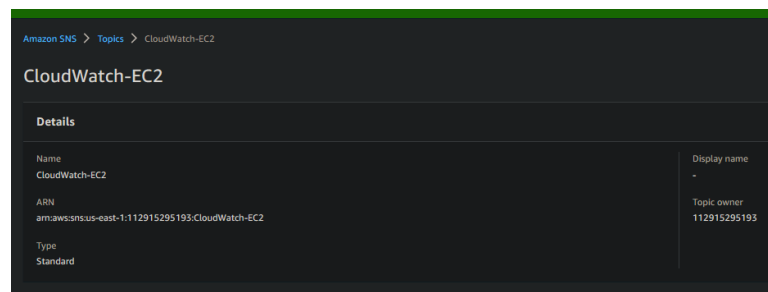 Amazon SNS > Topics > CloudWatch-EC2
CloudWatch-EC2
Details
Name
CloudWatch-EC2
ARN
arn:aws:sns:us-east-1:112915295193:CloudWatch-EC2
Type
Standard
Display name
-
Topic owner
112915295193